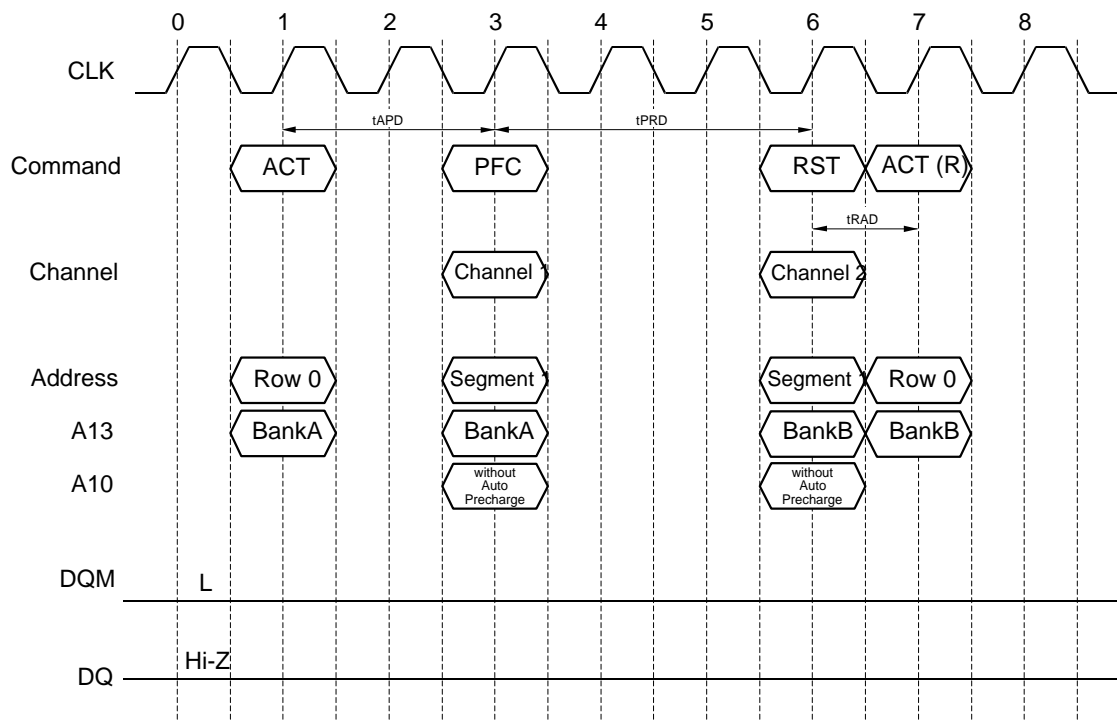 0 1 2 3 4 5 6 7 8
CLK
tAPD tPRD
Command ACT PFC RST ACT (R)
tRAD
Channel Channel 1 Channel 2
Address Row 0 Segment 1 Segment 1 Row 0
A13 BankA BankA BankB BankB
A10
without
Auto
Precharge
without
Auto
Precharge
DQM L
DQ Hi-Z